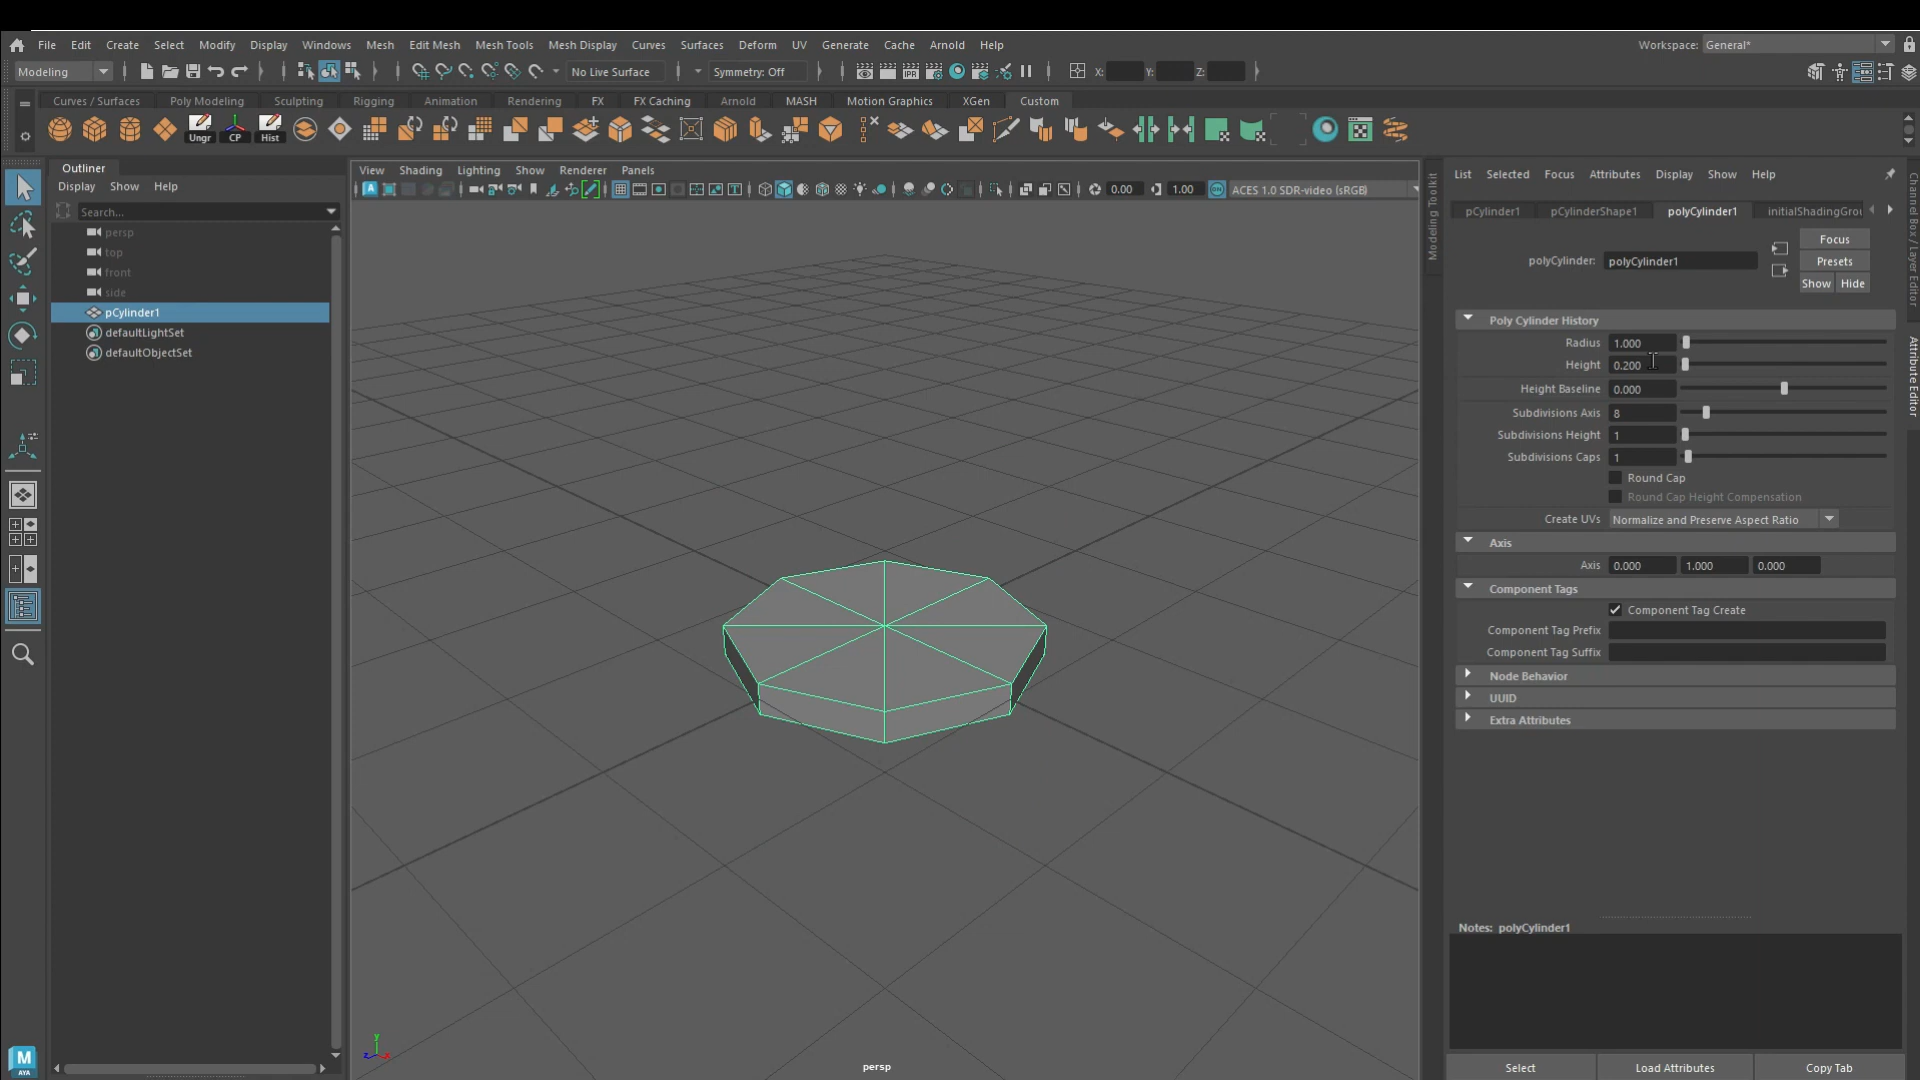 File Edit Create Select Modify Display Windows Mesh Edit Mesh Mesh Tools Mesh Display Curves Surfaces Deform UV Generate Cache Arnold Help Workspace: General*
Modeling No Live Surface Symmetry: Off X: Y: Z:
Curves / Surfaces Poly Modeling Sculpting Rigging Animation Rendering FX FX Caching Arnold MASH Motion Graphics XGen Custom
Ungr CP Hist
Outliner
Display Show Help
Search...
persp
top
front
side
pCylinder1
defaultLightSet
defaultObjectSet
View Shading Lighting Show Renderer Panels
0.00 1.00 ACES 1.0 SDR-video (sRGB)
persp
Modeling Toolkit
List Selected Focus Attributes Display Show Help
pCylinder1 pCylinderShape1 polyCylinder1 initialShadingGrou
polyCylinder: polyCylinder1
Focus
Presets
Show Hide
Poly Cylinder History
Radius 1.000
Height 0.200
Height Baseline 0.000
Subdivisions Axis 8
Subdivisions Height 1
Subdivisions Caps 1
Round Cap
Round Cap Height Compensation
Create UVs Normalize and Preserve Aspect Ratio
Axis
Axis 0.000 1.000 0.000
Component Tags
Component Tag Create
Component Tag Prefix
Component Tag Suffix
Node Behavior
UUID
Extra Attributes
Notes: polyCylinder1
Select Load Attributes Copy Tab
Channel Box / Layer Editor
Attribute Editor
M
AYA